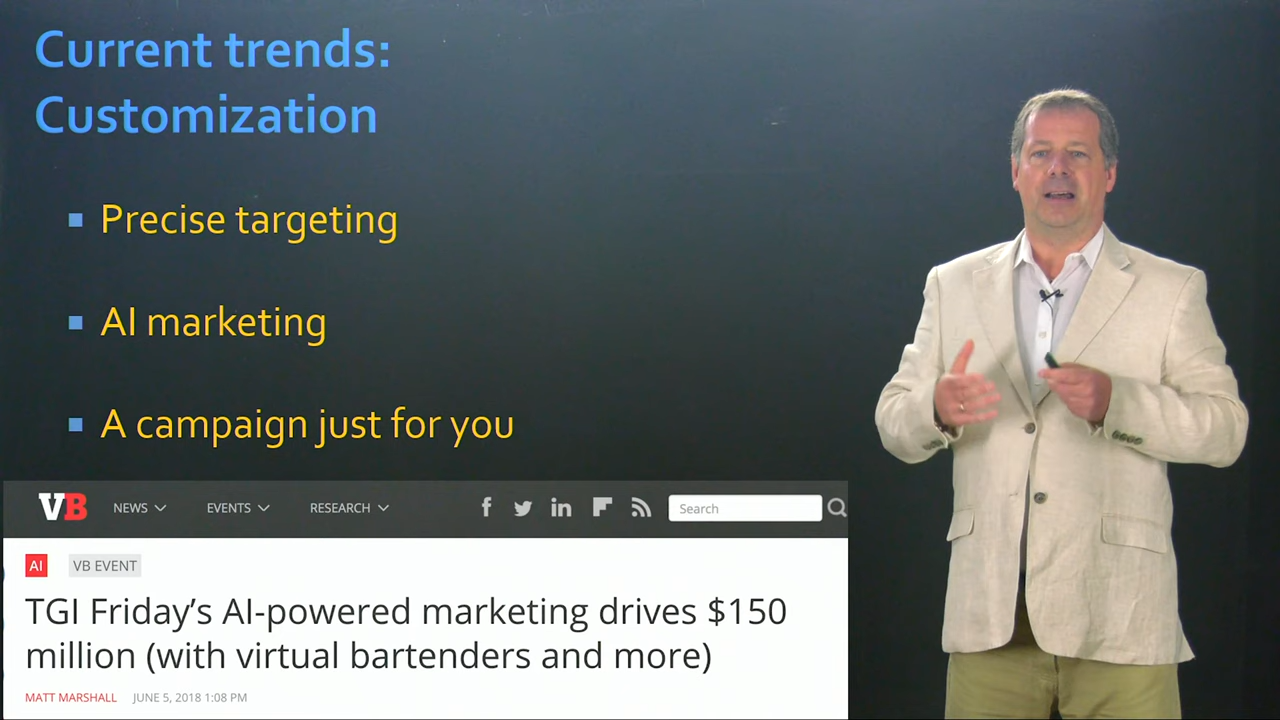 Current trends:
Customization
Precise targeting
AI marketing
A campaign just for you
VB NEWS EVENTS RESEARCH Search
AI VB EVENT
TGI Friday’s AI-powered marketing drives $150
million (with virtual bartenders and more)
MATT MARSHALL JUNE 5, 2018 1:08 PM